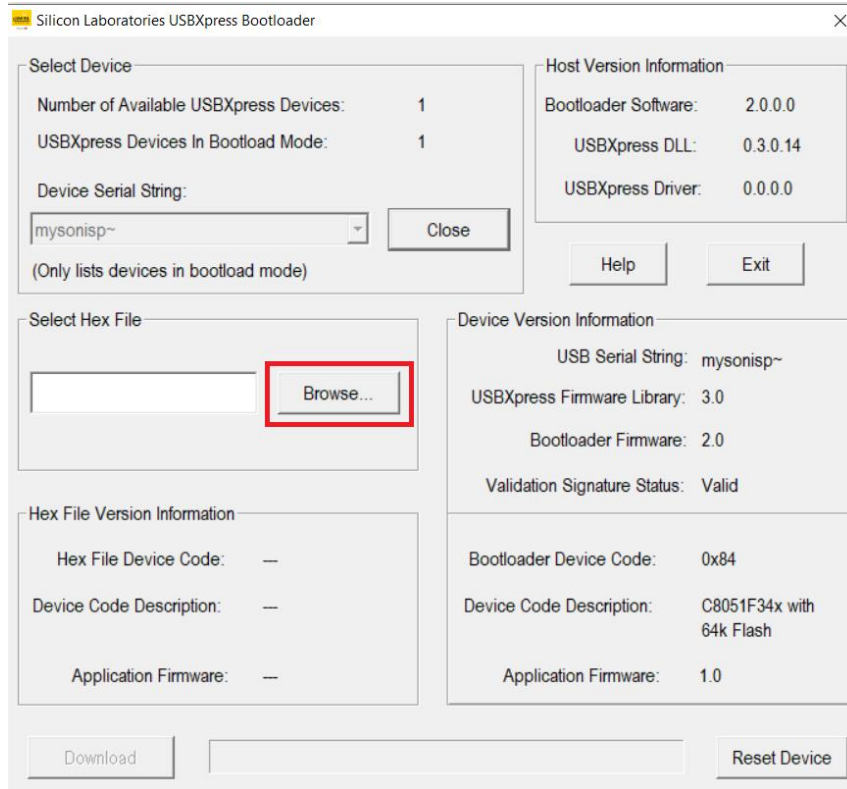 Silicon Laboratories USBXpress Bootloader
Select Device
Number of Available USBXpress Devices: 1
USBXpress Devices In Bootload Mode: 1
Device Serial String:
mysonisp~
Close
(Only lists devices in bootload mode)
Host Version Information
Bootloader Software: 2.0.0.0
USBXpress DLL: 0.3.0.14
USBXpress Driver: 0.0.0.0
Help
Exit
Select Hex File
Browse...
Device Version Information
USB Serial String: mysonisp~
USBXpress Firmware Library: 3.0
Bootloader Firmware: 2.0
Validation Signature Status: Valid
Hex File Version Information
Hex File Device Code: ---
Device Code Description: ---
Application Firmware: ---
Bootloader Device Code: 0x84
Device Code Description: C8051F34x with
64k Flash
Application Firmware: 1.0
Download
Reset Device